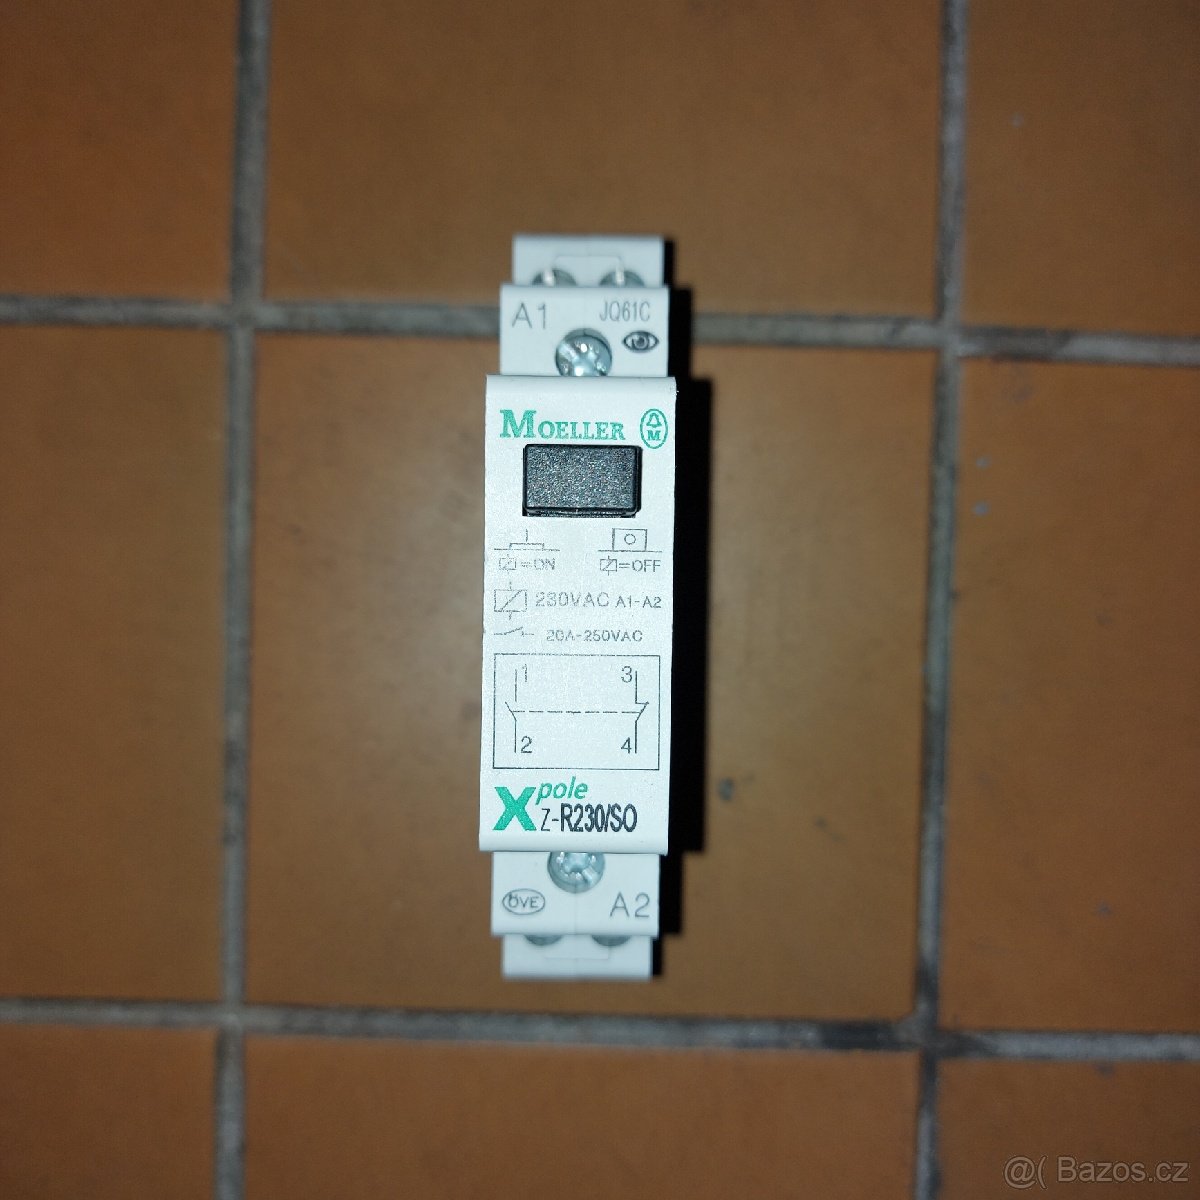 A1 JQ61C
MOELLER M
=ON =OFF
230VAC A1-A2
20A-250VAC
1 3
2 4
Xpole
Z-R230/SO
ÖVE A2
@( Bazos.cz